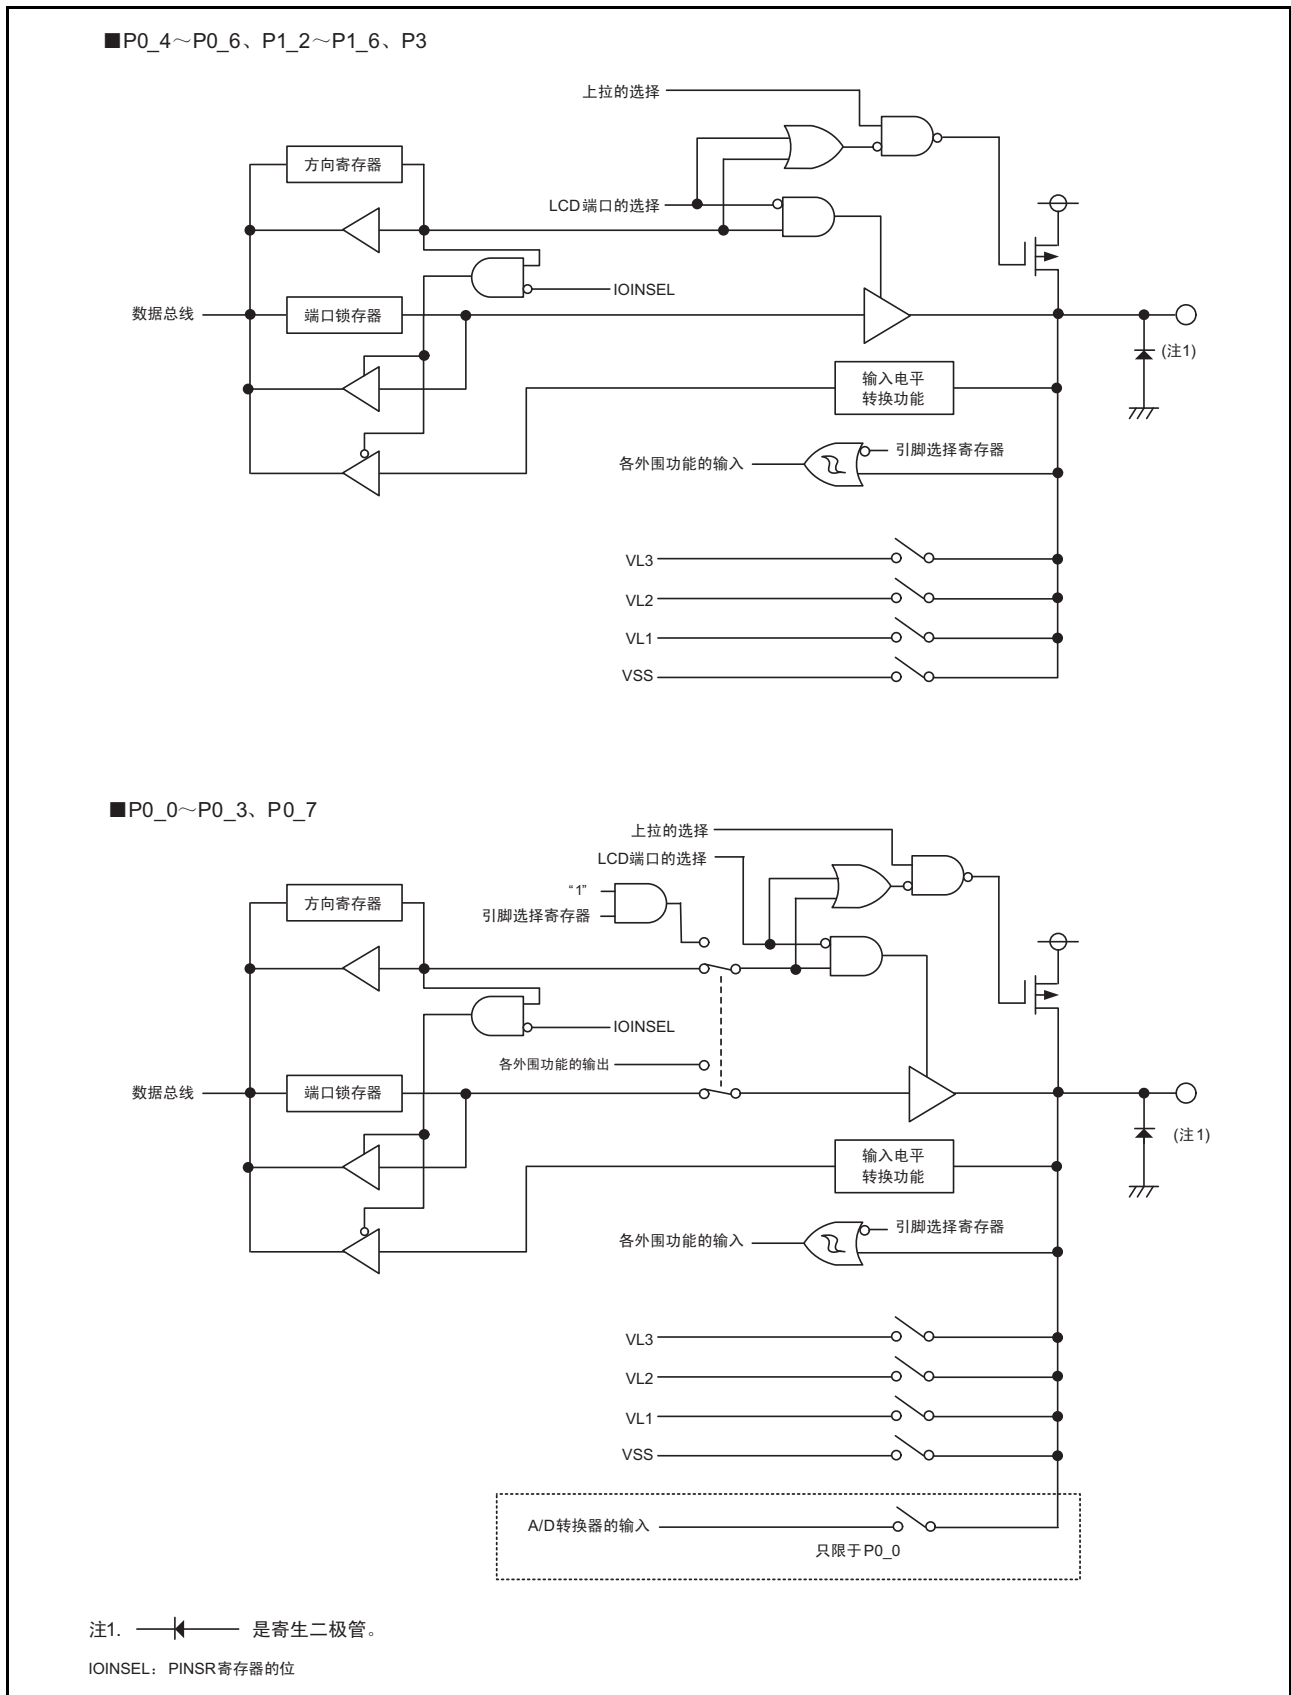 ■P0_4～P0_6、P1_2～P1_6、P3
上拉的选择
方向寄存器
LCD端口的选择
IOINSEL
数据总线
端口锁存器
(注1)
输入电平
转换功能
引脚选择寄存器
各外围功能的输入
VL3
VL2
VL1
VSS
■P0_0～P0_3、P0_7
上拉的选择
LCD端口的选择
“1”
方向寄存器
引脚选择寄存器
IOINSEL
各外围功能的输出
数据总线
端口锁存器
(注1)
输入电平
转换功能
引脚选择寄存器
各外围功能的输入
VL3
VL2
VL1
VSS
A/D转换器的输入
只限于P0_0
注1. 是寄生二极管。
IOINSEL：PINSR寄存器的位